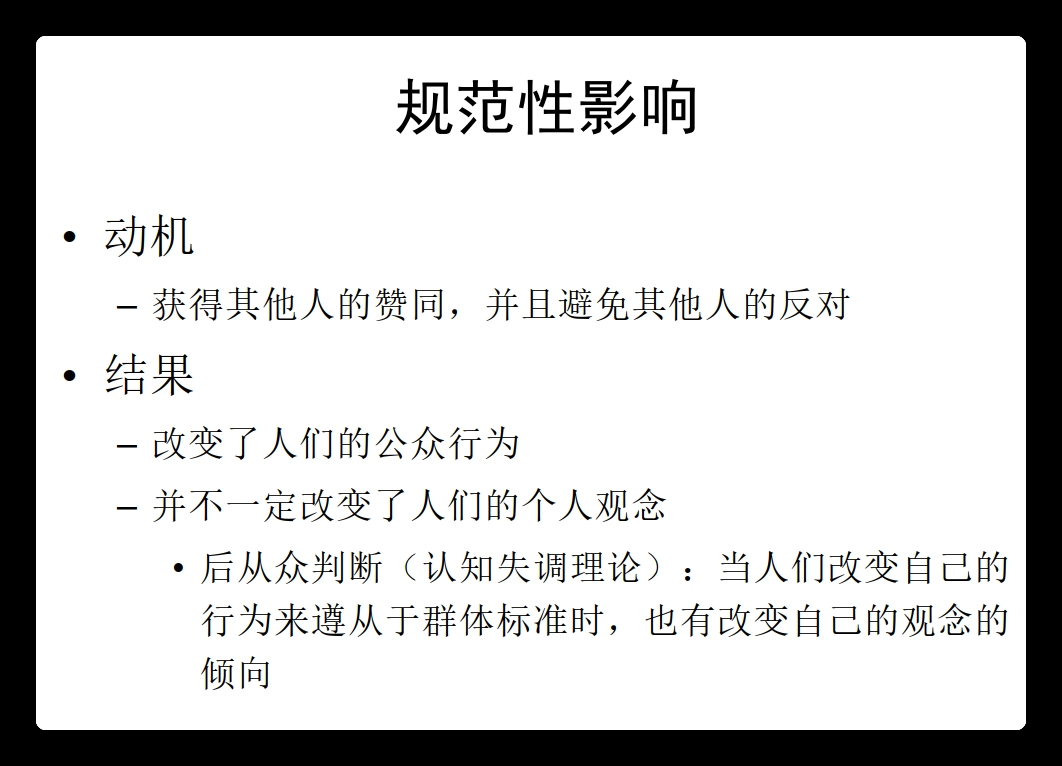 规范性影响
• 动机
– 获得其他人的赞同，并且避免其他人的反对
• 结果
– 改变了人们的公众行为
– 并不一定改变了人们的个人观念
• 后从众判断（认知失调理论）：当人们改变自己的
行为来遵从于群体标准时，也有改变自己的观念的
倾向